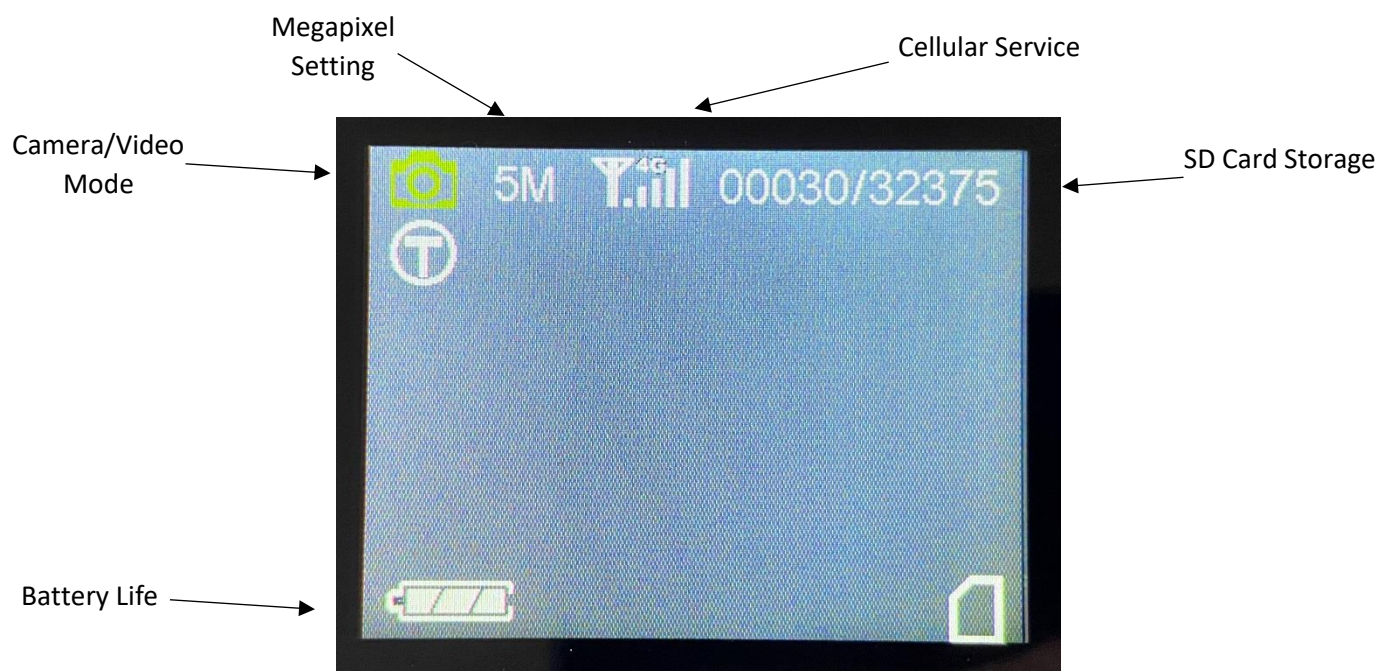 Megapixel
Setting
Cellular Service
Camera/Video
Mode
SD Card Storage
5M
4G
00030/32375
T
Battery Life